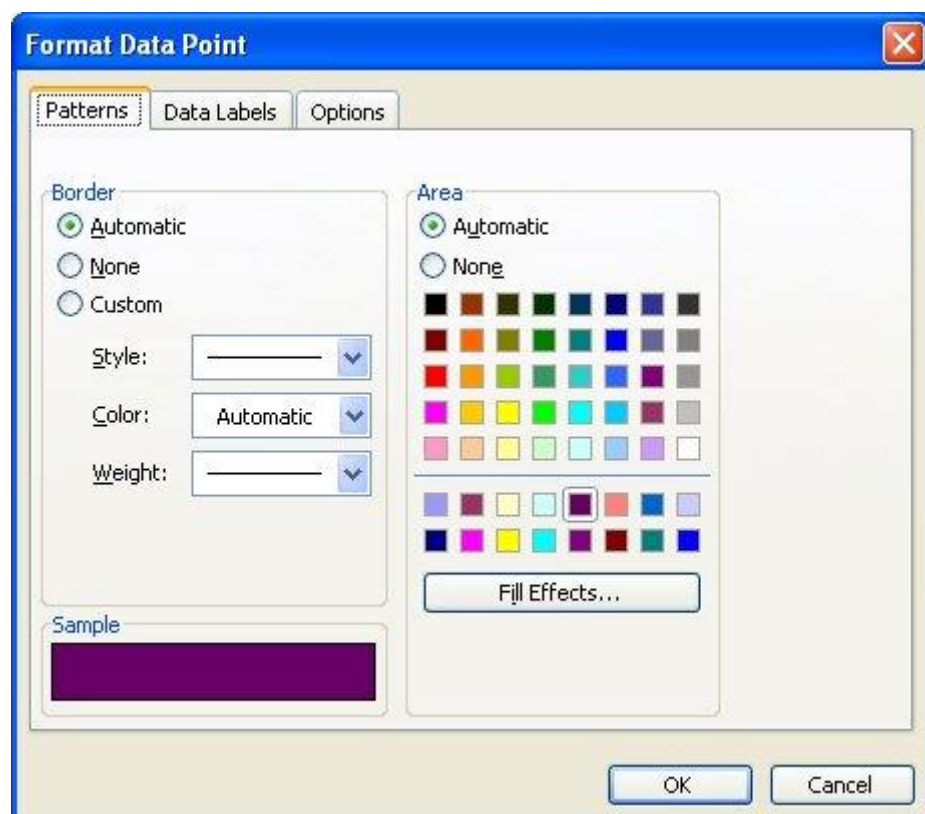 Format Data Point
Patterns Data Labels Options
Border
Automatic
None
Custom
Style:
Color: Automatic
Weight:
Sample
Area
Automatic
None
Fill Effects...
OK Cancel